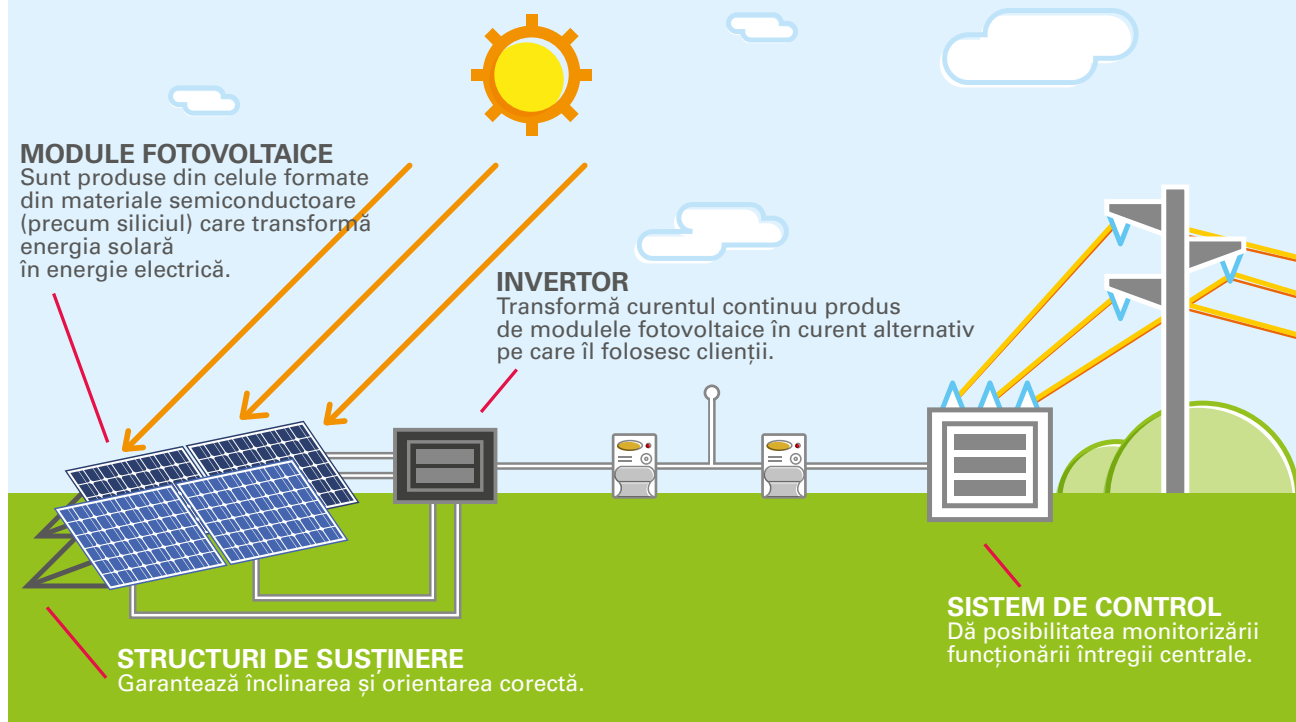 MODULE FOTOVOLTAICE
Sunt produse din celule formate
din materiale semiconductoare
(precum siliciul) care transformă
energia solară
în energie electrică.
INVERTOR
Transformă curentul continuu produs
de modulele fotovoltaice în curent alternativ
pe care îl folosesc clienții.
SISTEM DE CONTROL
Dă posibilitatea monitorizării
funcționării întregii centrale.
STRUCTURI DE SUSȚINERE
Garantează înclinarea și orientarea corectă.